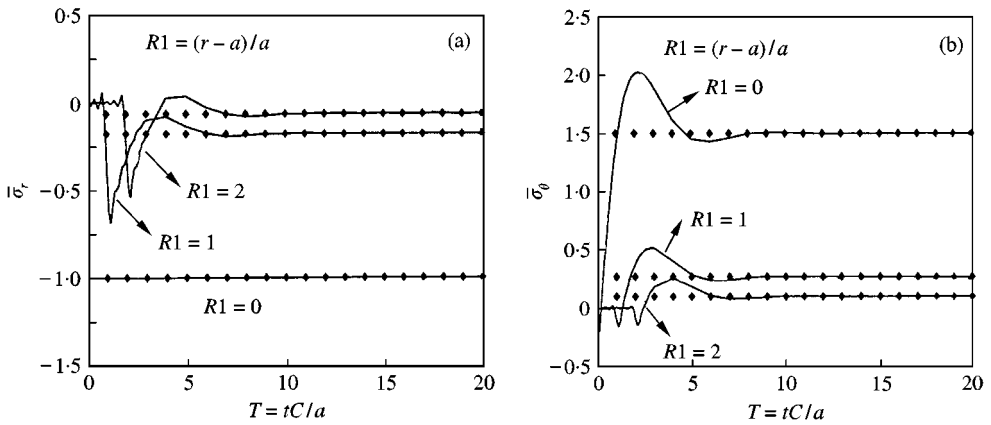 0·5
R1 = (r − a)/a
(a)
0
−0·5
−1·0
−1·5
σ̄r
R1 = 2
R1 = 1
R1 = 0
0
5
10
15
20
T = tC/a
2·5
R1 = (r − a)/a
(b)
2·0
1·5
1·0
0·5
0
−0·5
σ̄θ
R1 = 0
R1 = 1
R1 = 2
0
5
10
15
20
T = tC/a